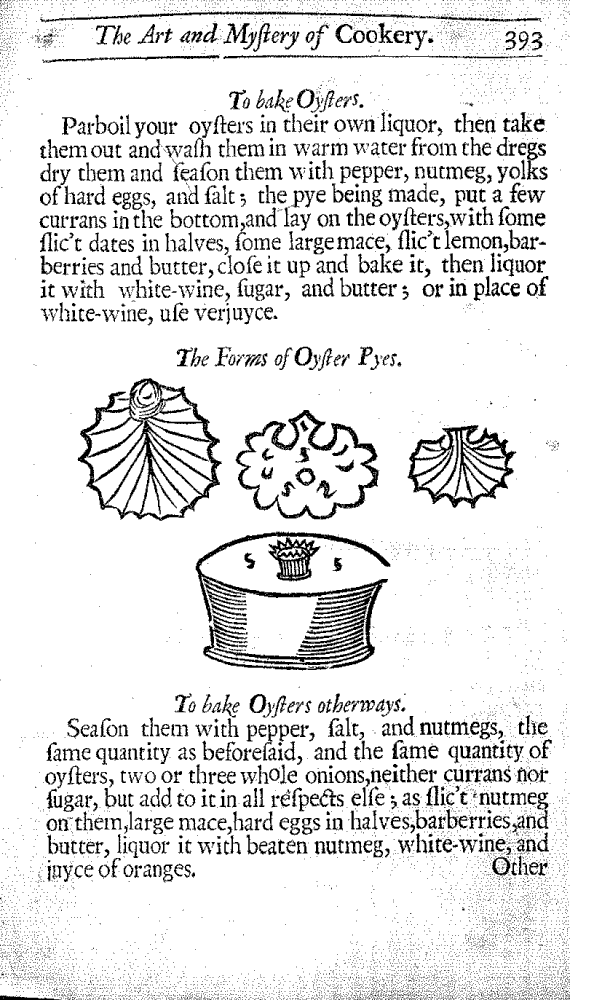 The Art and Myſtery of Cookery. 393
To bake Oyſters.
Parboil your oyſters in their own liquor, then take
them out and waſh them in warm water from the dregs
dry them and ſeaſon them with pepper, nutmeg, yolks
of hard eggs, and ſalt; the pye being made, put a few
currans in the bottom,and lay on the oyſters,with ſome
ſlic't dates in halves, ſome large mace, ſlic't lemon,bar-
berries and butter, cloſe it up and bake it, then liquor
it with white-wine, ſugar, and butter; or in place of
white-wine, uſe verjuyce.
The Forms of Oyſter Pyes.
To bake Oyſters otherways.
Seaſon them with pepper, ſalt, and nutmegs, the
ſame quantity as beforeſaid, and the ſame quantity of
oyſters, two or three whole onions,neither currans nor
ſugar, but add to it in all reſpects elſe; as ſlic't nutmeg
on them,large mace,hard eggs in halves,barberries,and
butter, liquor it with beaten nutmeg, white-wine, and
juyce of oranges. Other